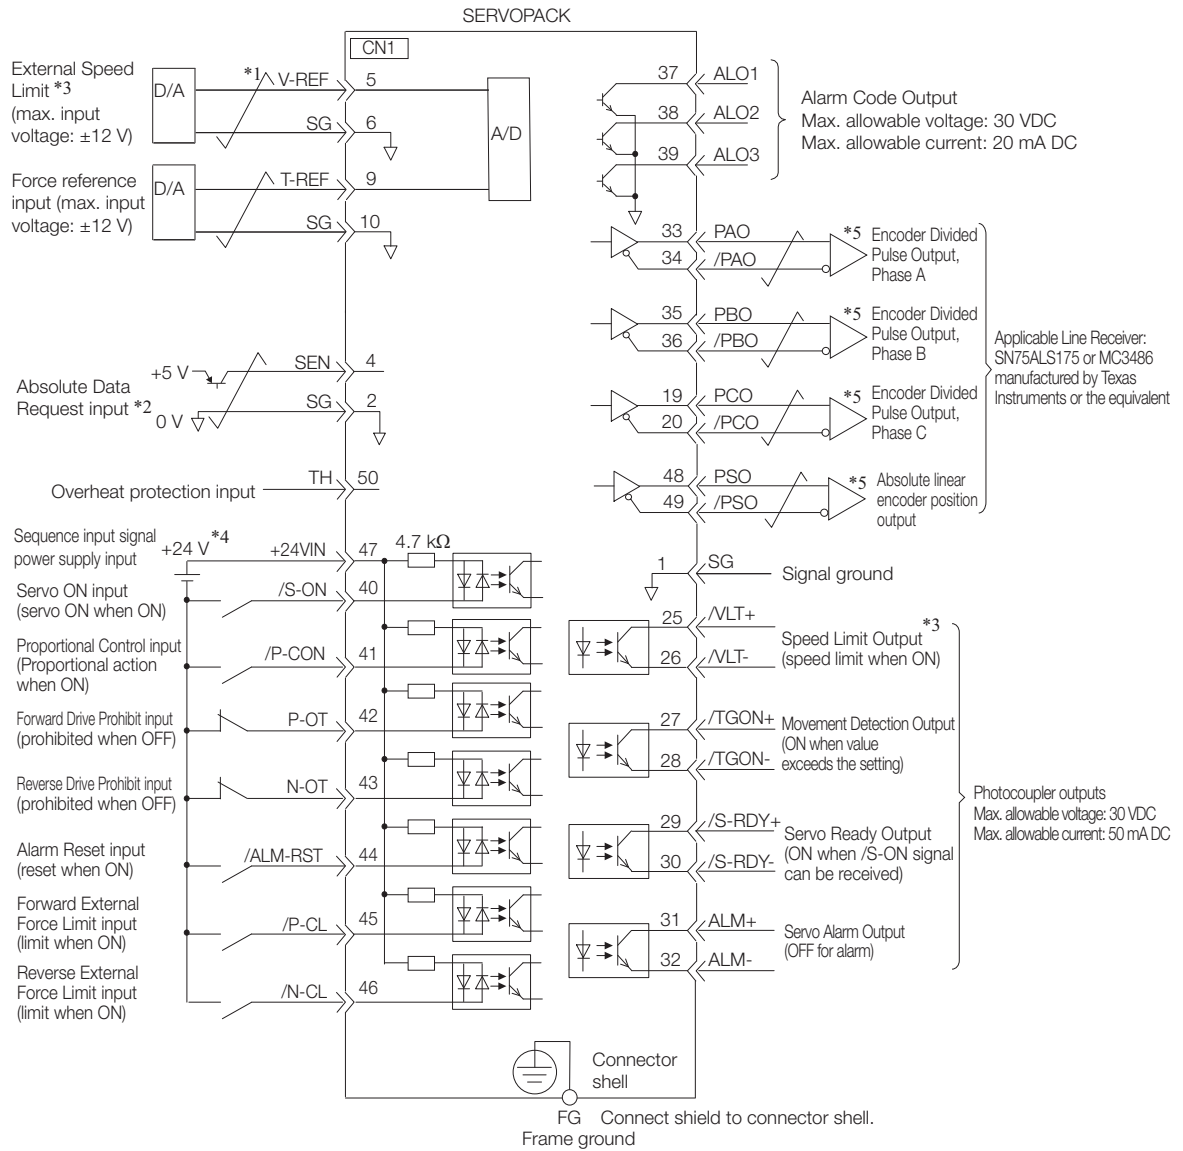 SERVOPACK
CN1
External Speed
Limit *3
(max. input
voltage: ±12 V)
D/A
*1
V-REF
5
SG
6
A/D
Force reference
input (max. input
voltage: ±12 V)
D/A
T-REF
9
SG
10
Absolute Data
Request input *2
+5 V
SEN
4
0 V
SG
2
Overheat protection input
TH
50
Sequence input signal
power supply input
+24 V *4
+24VIN
47
4.7 kΩ
Servo ON input
(servo ON when ON)
/S-ON
40
Proportional Control input
(Proportional action
when ON)
/P-CON
41
Forward Drive Prohibit input
(prohibited when OFF)
P-OT
42
Reverse Drive Prohibit input
(prohibited when OFF)
N-OT
43
Alarm Reset input
(reset when ON)
/ALM-RST
44
Forward External
Force Limit input
(limit when ON)
/P-CL
45
Reverse External
Force Limit input
(limit when ON)
/N-CL
46
37
ALO1
38
ALO2
39
ALO3
Alarm Code Output
Max. allowable voltage: 30 VDC
Max. allowable current: 20 mA DC
33
PAO
34
/PAO
*5
Encoder Divided
Pulse Output,
Phase A
35
PBO
36
/PBO
*5
Encoder Divided
Pulse Output,
Phase B
19
PCO
20
/PCO
*5
Encoder Divided
Pulse Output,
Phase C
48
PSO
49
/PSO
*5
Absolute linear
encoder position
output
Applicable Line Receiver:
SN75ALS175 or MC3486
manufactured by Texas
Instruments or the equivalent
1
SG
Signal ground
25
/VLT+
26
/VLT-
Speed Limit Output *3
(speed limit when ON)
27
/TGON+
28
/TGON-
Movement Detection Output
(ON when value
exceeds the setting)
29
/S-RDY+
30
/S-RDY-
Servo Ready Output
(ON when /S-ON signal
can be received)
31
ALM+
32
ALM-
Servo Alarm Output
(OFF for alarm)
Photocoupler outputs
Max. allowable voltage: 30 VDC
Max. allowable current: 50 mA DC
Connector
shell
FG
Connect shield to connector shell.
Frame ground